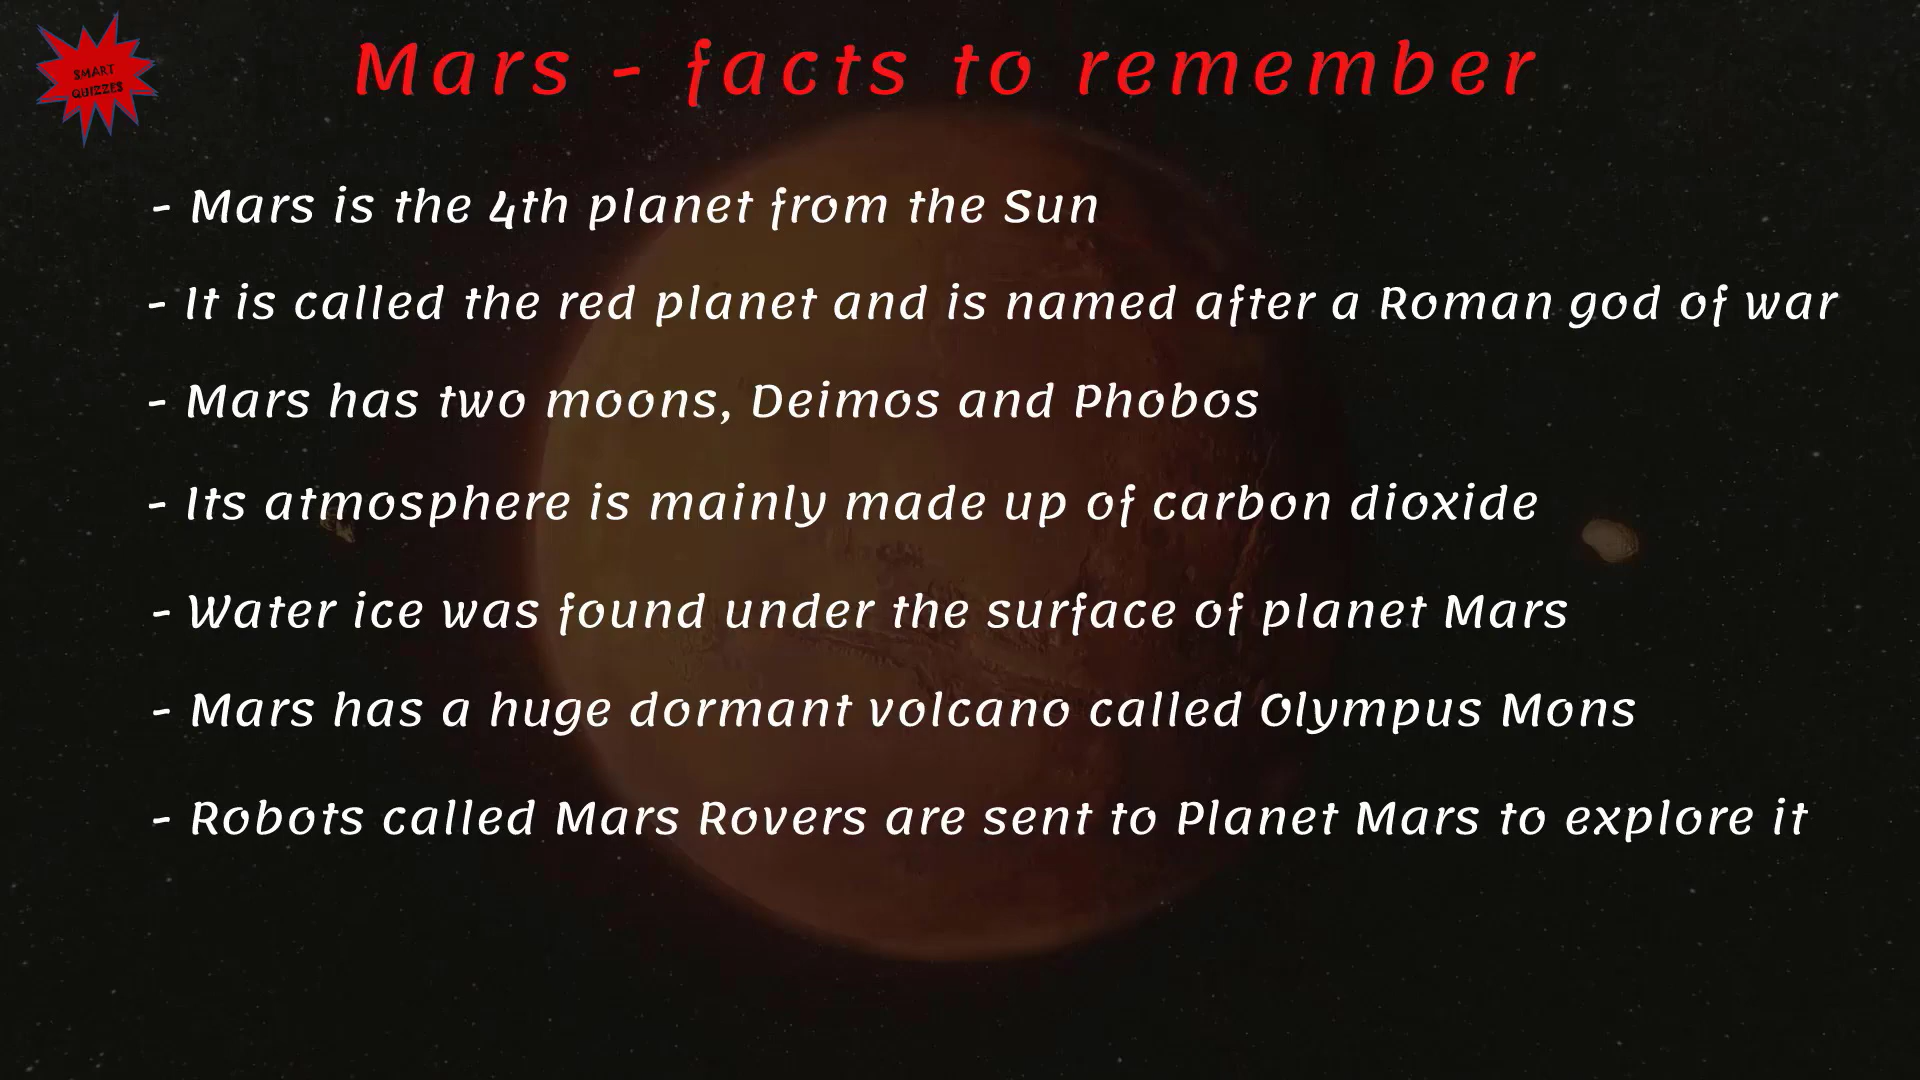 SMART
QUIZZES
Mars - facts to remember
- Mars is the 4th planet from the Sun
- It is called the red planet and is named after a Roman god of war
- Mars has two moons, Deimos and Phobos
- Its atmosphere is mainly made up of carbon dioxide
- Water ice was found under the surface of planet Mars
- Mars has a huge dormant volcano called Olympus Mons
- Robots called Mars Rovers are sent to Planet Mars to explore it